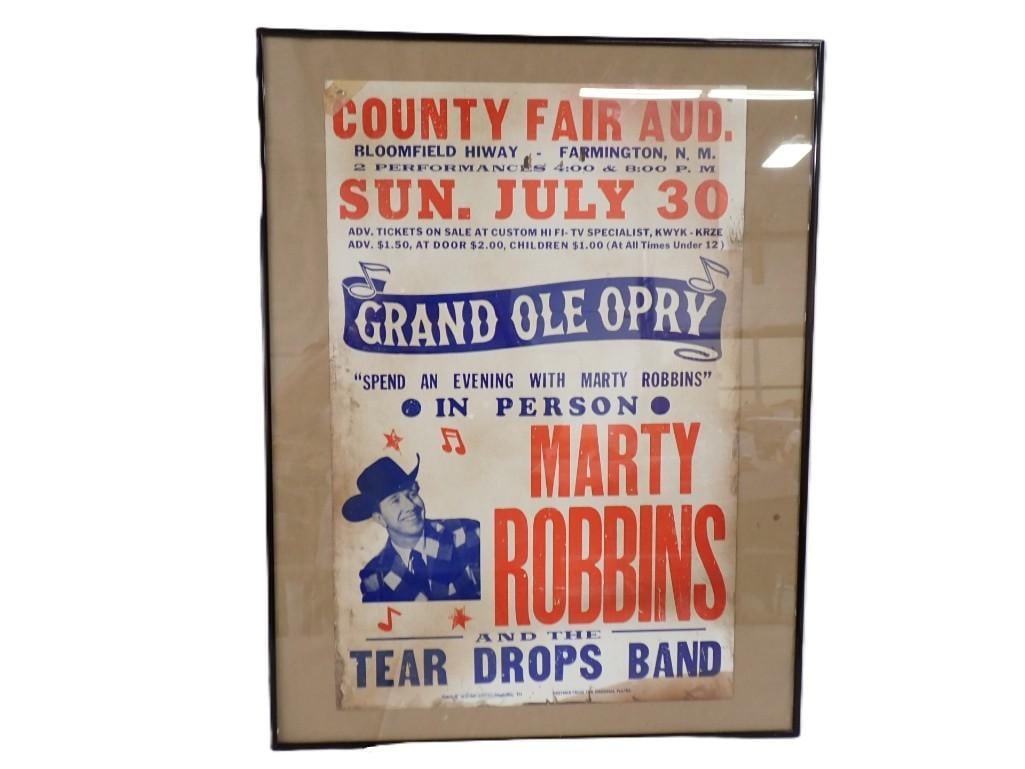 COUNTY FAIR AUD.
BLOOMFIELD HIWAY - FARMINGTON, N. M.
2 PERFORMANCES 4:00 & 8:00 P. M
SUN. JULY 30
ADV. TICKETS ON SALE AT CUSTOM HI FI-TV SPECIALIST, KWYK-KRZE
ADV. $1.50, AT DOOR $2.00, CHILDREN $1.00 (At All Times Under 12)
GRAND OLE OPRY
"SPEND AN EVENING WITH MARTY ROBBINS"
● IN PERSON ●
MARTY
ROBBINS
AND THE
TEAR DROPS BAND